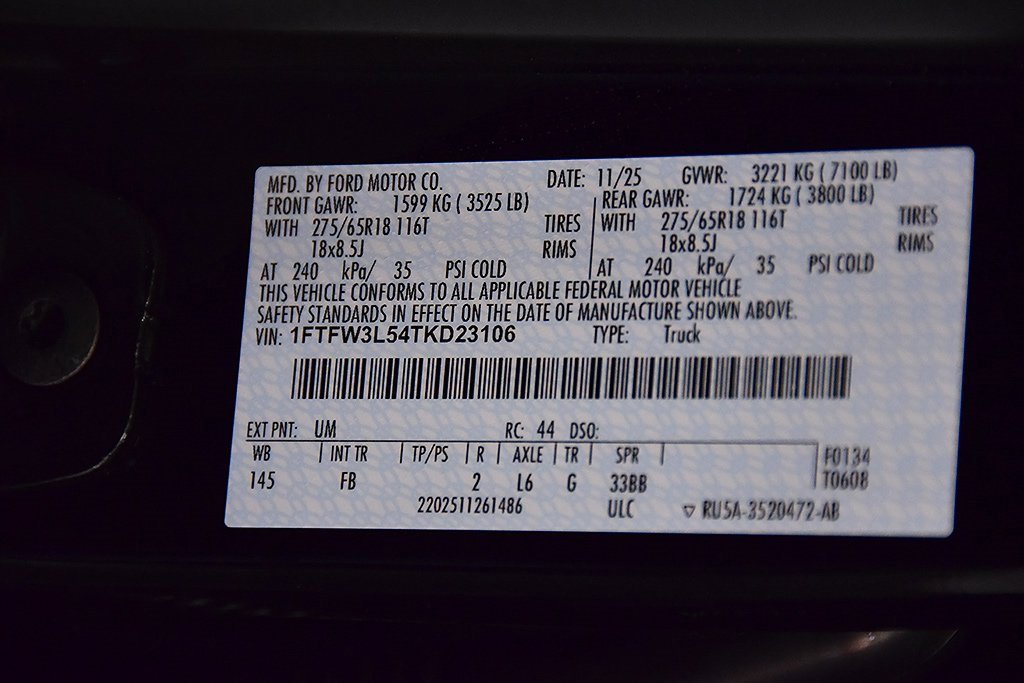 MFD. BY FORD MOTOR CO. DATE: 11/25 GVWR: 3221 KG ( 7100 LB)
FRONT GAWR: 1599 KG ( 3525 LB) REAR GAWR: 1724 KG ( 3800 LB)
WITH 275/65R18 116T TIRES WITH 275/65R18 116T TIRES
18x8.5J RIMS 18x8.5J RIMS
AT 240 kPa/ 35 PSI COLD AT 240 kPa/ 35 PSI COLD
THIS VEHICLE CONFORMS TO ALL APPLICABLE FEDERAL MOTOR VEHICLE
SAFETY STANDARDS IN EFFECT ON THE DATE OF MANUFACTURE SHOWN ABOVE.
VIN: 1FTFW3L54TKD23106 TYPE: Truck
EXT PNT: UM RC: 44 DSO:
WB INT TR TP/PS R AXLE TR SPR F0134
145 FB 2 L6 G 33BB T0608
2202511261486 ULC ▽ RU5A-3520472-AB